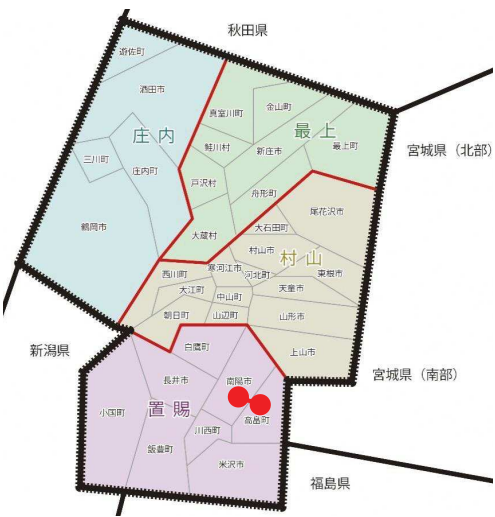 秋田県
遊佐町
酒田市
金山町
真室川町
庄内
最上
鮭川村
新庄市
最上町
宮城県（北部）
三川町
庄内町
戸沢村
舟形町
尾花沢市
鶴岡市
大蔵村
大石田町
村山市
村山
西川町
寒河江市
河北町
東根市
大江町
中山町
天童市
朝日町
山辺町
山形市
新潟県
白鷹町
上山市
宮城県（南部）
長井市
南陽市
小国町
置賜
高畠町
川西町
飯豊町
米沢市
福島県